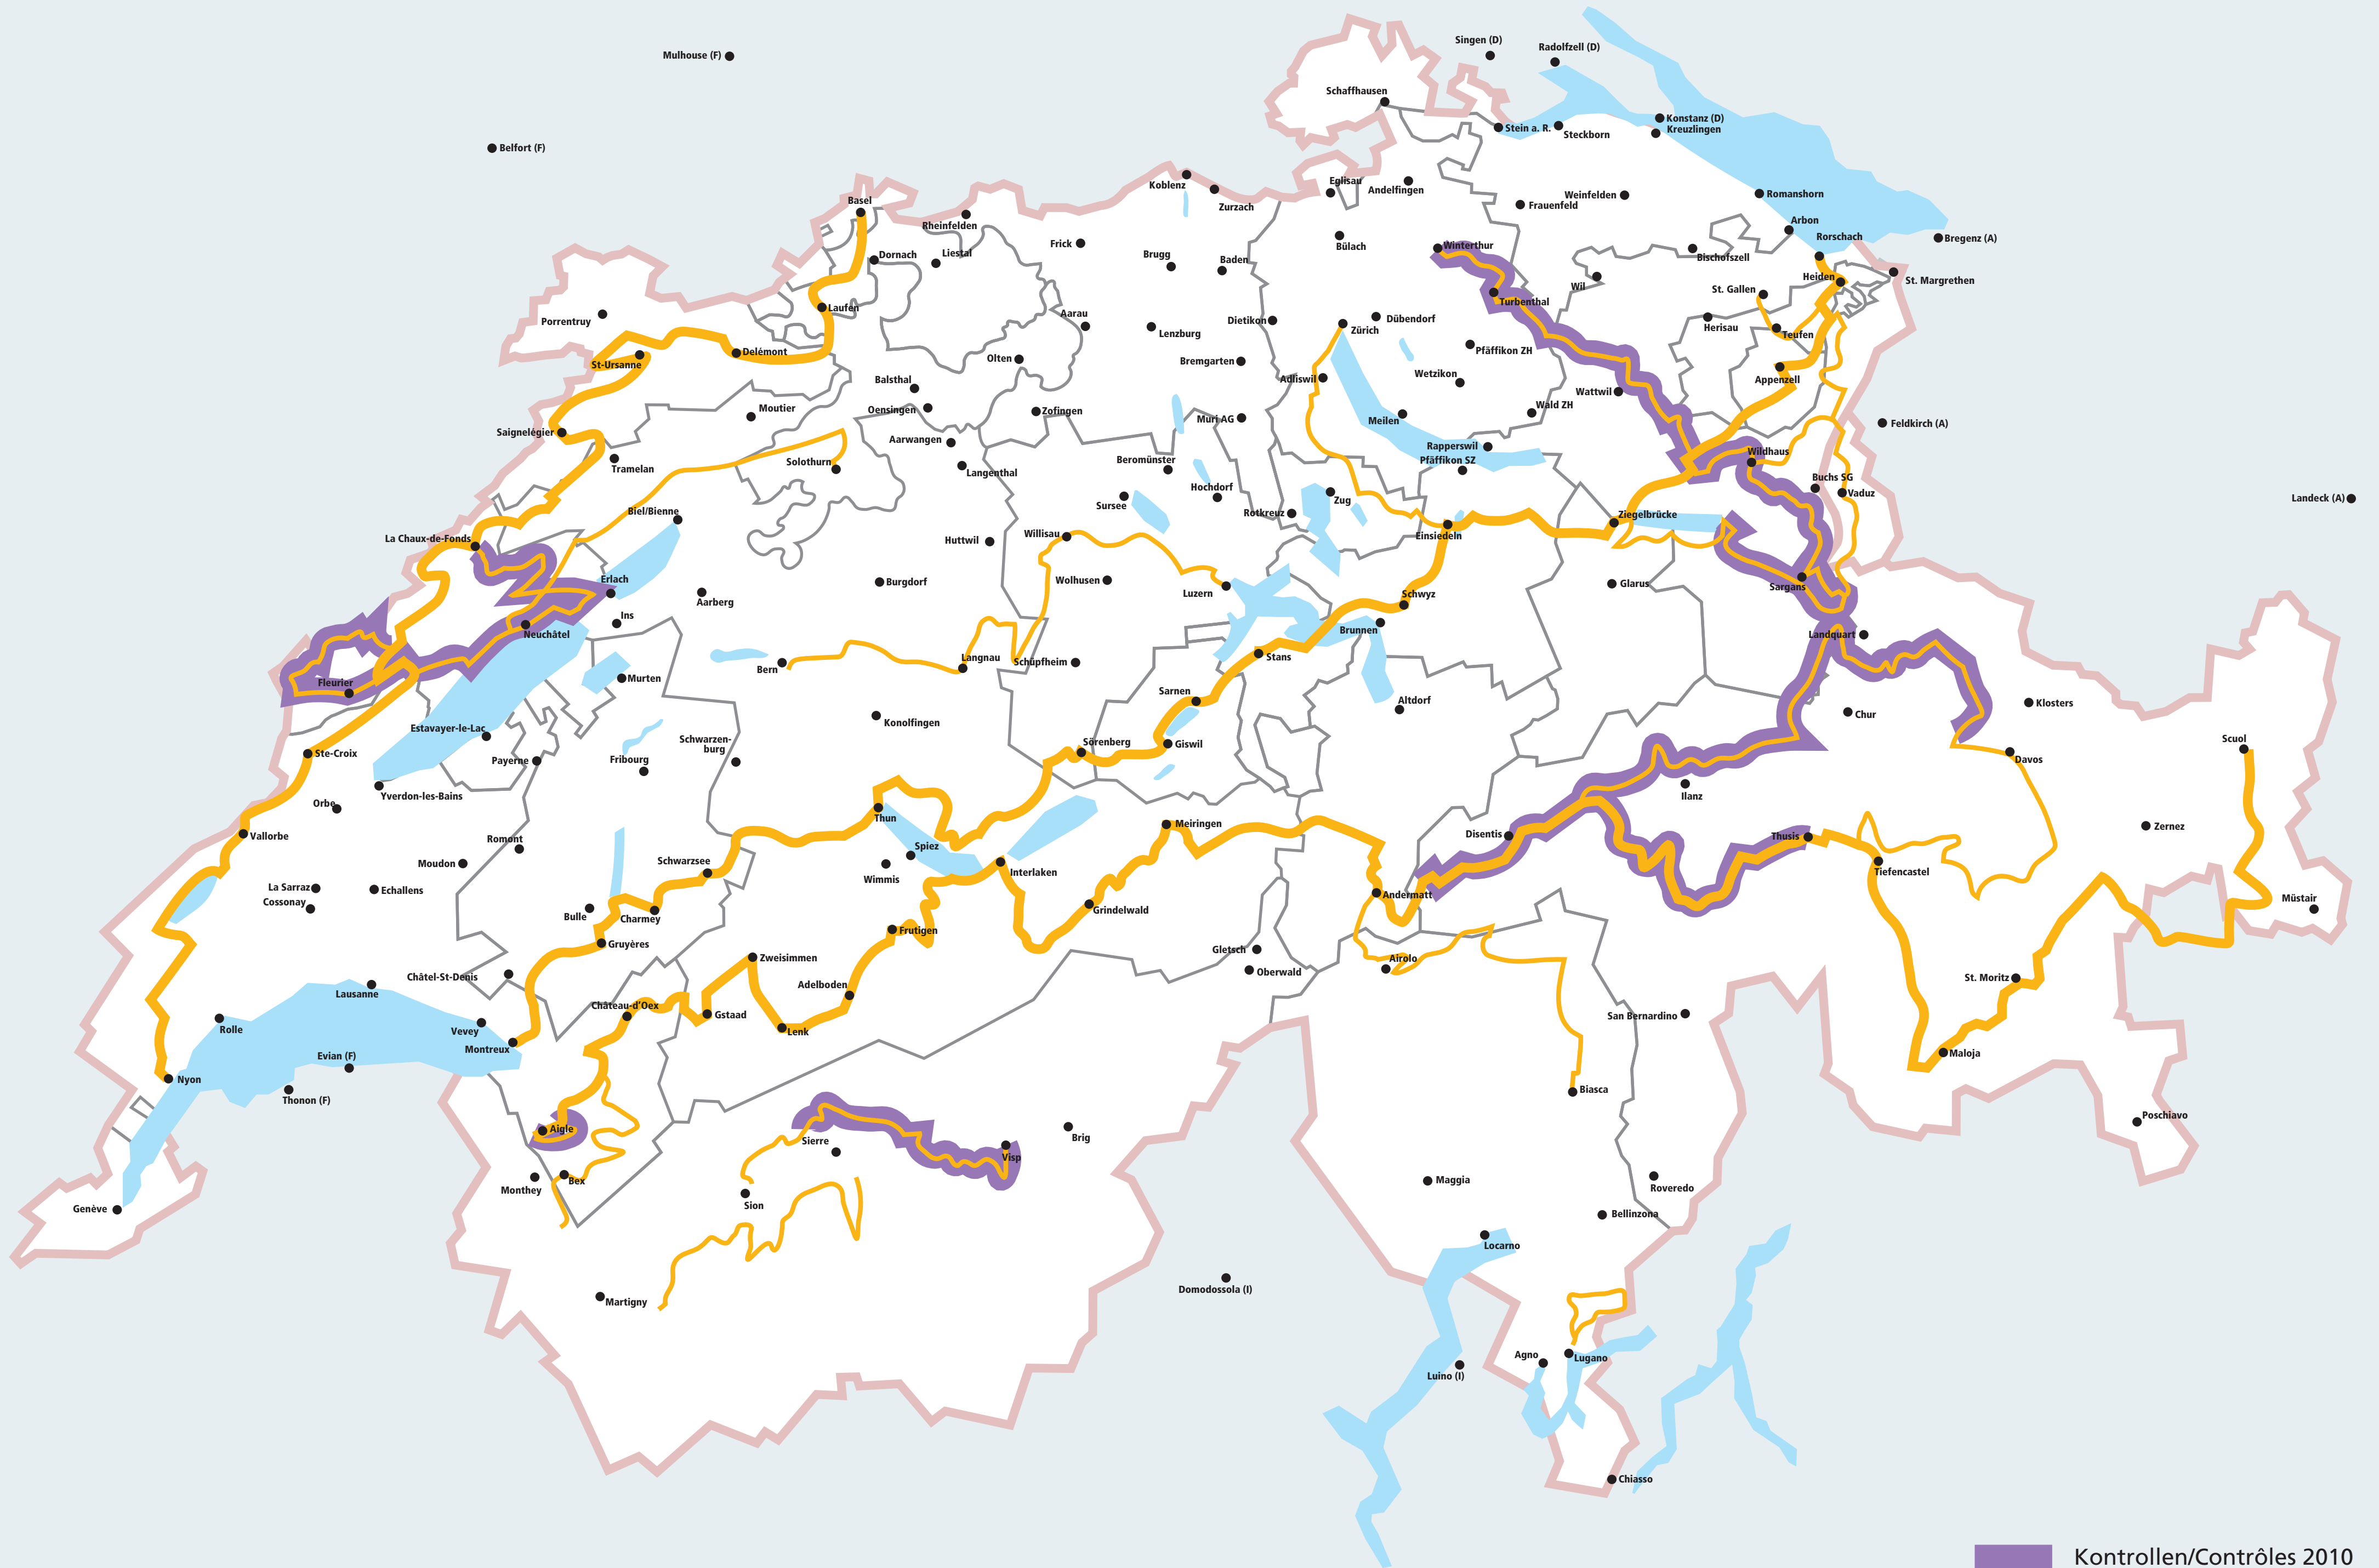 Mulhouse (F)
Singen (D)
Radolfzell (D)
Schaffhausen
Stein a. R.
Steckborn
Konstanz (D)
Kreuzlingen
Belfort (F)
Koblenz
Zurzach
Eglisau
Andelfingen
Frauenfeld
Weinfelden
Romanshorn
Arbon
Basel
Rheinfelden
Frick
Bülach
Winterthur
Bischofszell
Rorschach
Bregenz (A)
Dornach
Liestal
Brugg
Baden
Wil
St. Gallen
Heiden
St. Margrethen
Porrentruy
Laufen
Aarau
Lenzburg
Dietikon
Zürich
Dübendorf
Turbenthal
Herisau
Teufen
St-Ursanne
Delémont
Olten
Bremgarten
Pfäffikon ZH
Balsthal
Adliswil
Wetzikon
Wattwil
Appenzell
Moutier
Oensingen
Zofingen
Muri AG
Meilen
Wald ZH
Feldkirch (A)
Saignelégier
Aarwangen
Rapperswil
Tramelan
Solothurn
Langenthal
Beromünster
Pfäffikon SZ
Wildhaus
Buchs SG
Vaduz
Landeck (A)
Sursee
Hochdorf
Zug
Biel/Bienne
Rotkreuz
Ziegelbrücke
La Chaux-de-Fonds
Huttwil
Willisau
Einsiedeln
Erlach
Burgdorf
Wolhusen
Luzern
Glarus
Sargans
Aarberg
Schwyz
Ins
Neuchâtel
Brunnen
Landquart
Bern
Langnau
Schüpfheim
Stans
Fleurier
Murten
Sarnen
Altdorf
Chur
Klosters
Estavayer-le-Lac
Konolfingen
Schwarzen-
burg
Sörenberg
Giswil
Scuol
Ste-Croix
Payerne
Fribourg
Davos
Yverdon-les-Bains
Orbe
Ilanz
Thun
Meiringen
Disentis
Thusis
Zernez
Vallorbe
Romont
Spiez
Moudon
Schwarzsee
Wimmis
Interlaken
Tiefencastel
La Sarraz
Echallens
Cossonay
Bulle
Charmey
Grindelwald
Andermatt
Müstair
Gruyères
Frutigen
Gletsch
Airolo
Châtel-St-Denis
Zweisimmen
Oberwald
St. Moritz
Lausanne
Adelboden
Château-d'Oex
Gstaad
San Bernardino
Rolle
Vevey
Lenk
Montreux
Evian (F)
Maloja
Nyon
Thonon (F)
Biasca
Poschiavo
Aigle
Sierre
Brig
Visp
Monthey
Bex
Maggia
Roveredo
Genève
Sion
Bellinzona
Locarno
Domodossola (I)
Martigny
Agno
Lugano
Luino (I)
Chiasso
Kontrollen/Contrôles 2010